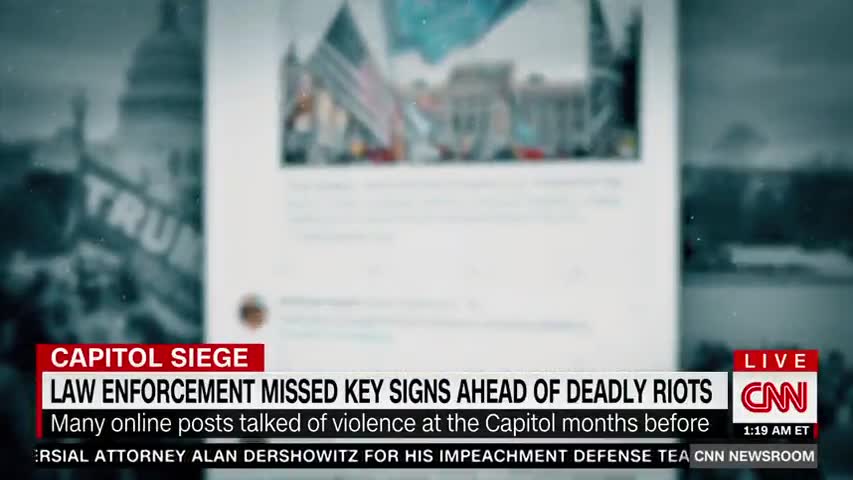 TRUM
CAPITOL SIEGE
LAW ENFORCEMENT MISSED KEY SIGNS AHEAD OF DEADLY RIOTS
Many online posts talked of violence at the Capitol months before
LIVE
CNN
1:19 AM ET
ERSIAL ATTORNEY ALAN DERSHOWITZ FOR HIS IMPEACHMENT DEFENSE TEA
CNN NEWSROOM